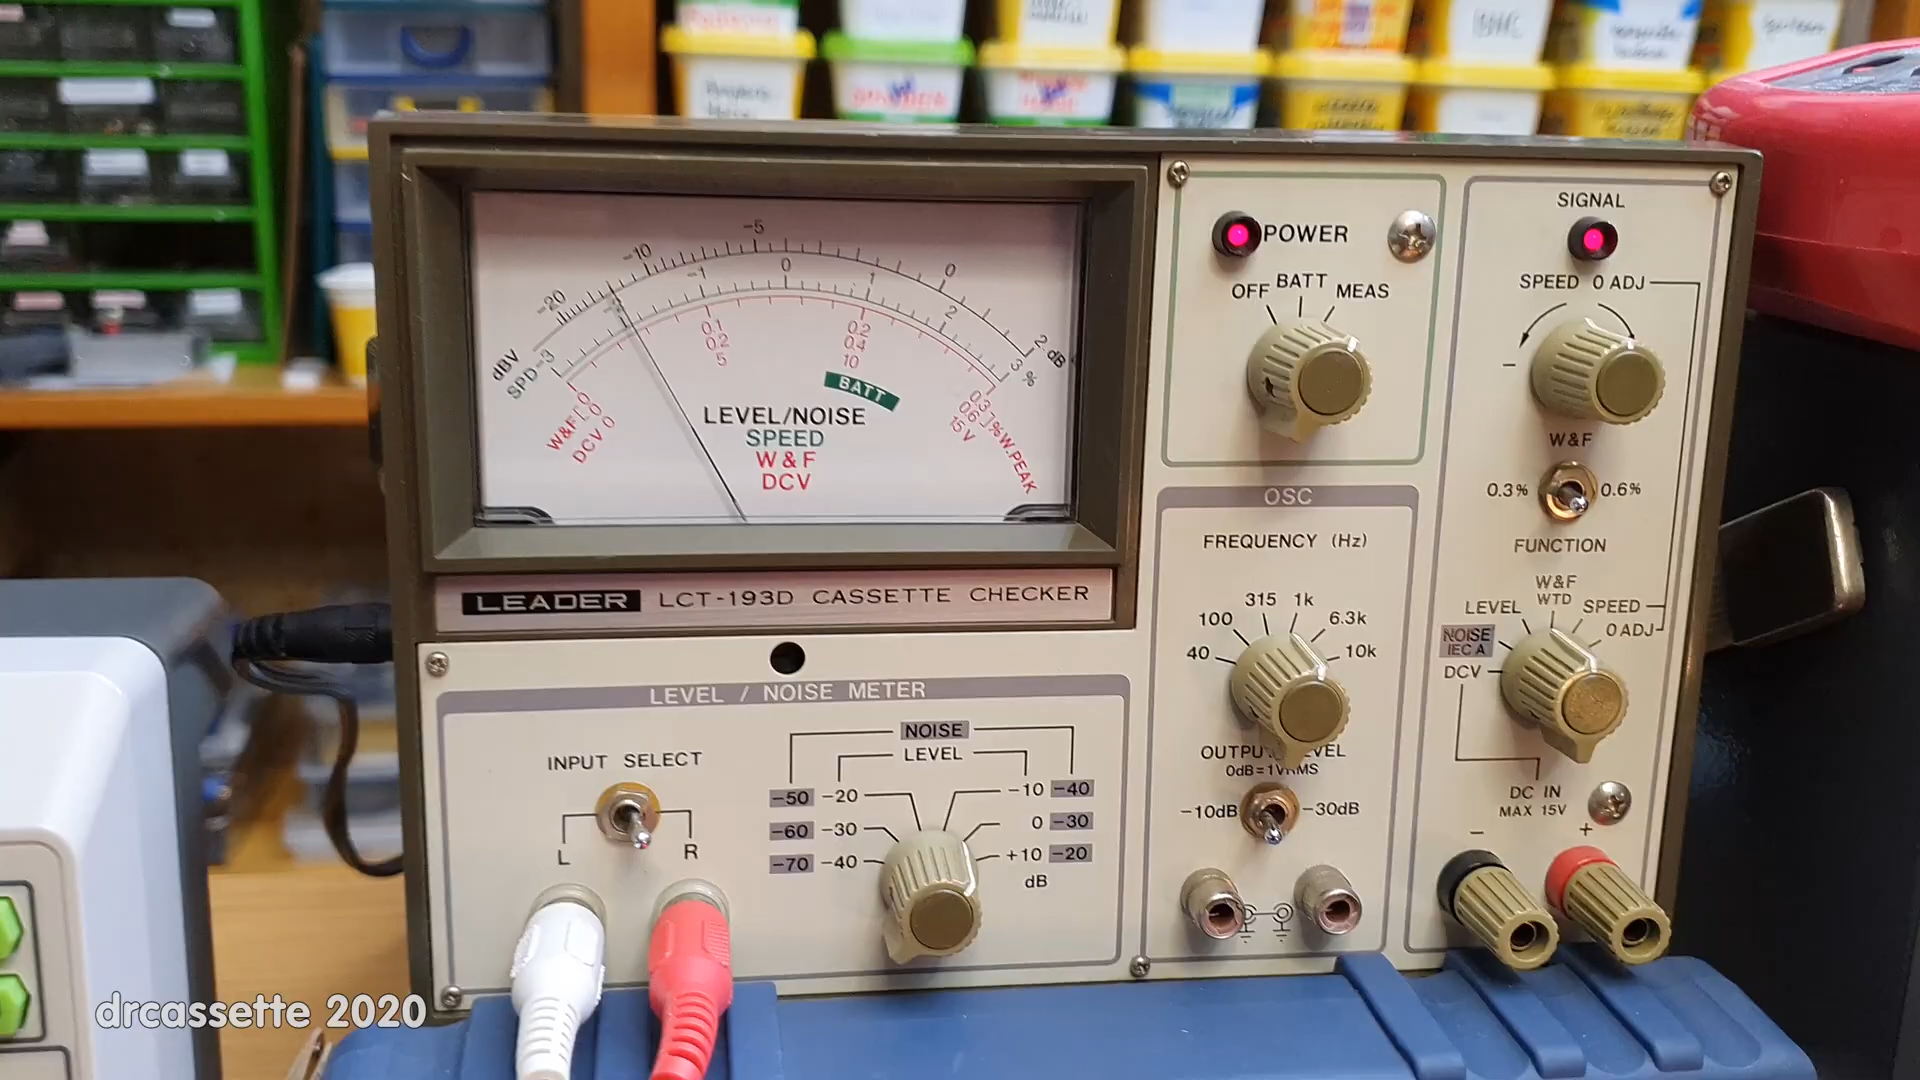 -20
-10
-5
0
2
dBV
dB
SPD-3
-2
-1
0
1
2
3 %
0.1
0.2
5
0.2
0.4
10
W&F
0
0
DCV 0
0.3
0.6
15V
% W.PEAK
BATT
LEVEL/NOISE
SPEED
W & F
DCV
LEADER LCT-193D CASSETTE CHECKER
POWER
OFF BATT MEAS
SIGNAL
SPEED 0 ADJ
−
W&F
0.3% 0.6%
FUNCTION
W&F
WTD
LEVEL SPEED
0 ADJ
NOISE
IEC A
DCV
DC IN
MAX 15V
− +
OSC
FREQUENCY (Hz)
315 1k
100 6.3k
40 10k
OUTPUT LEVEL
0dB=1VRMS
-10dB -30dB
LEVEL / NOISE METER
INPUT SELECT
L R
NOISE
LEVEL
-50 -20 -10 -40
-60 -30 0 -30
-70 -40 +10 -20
dB
drcassette 2020